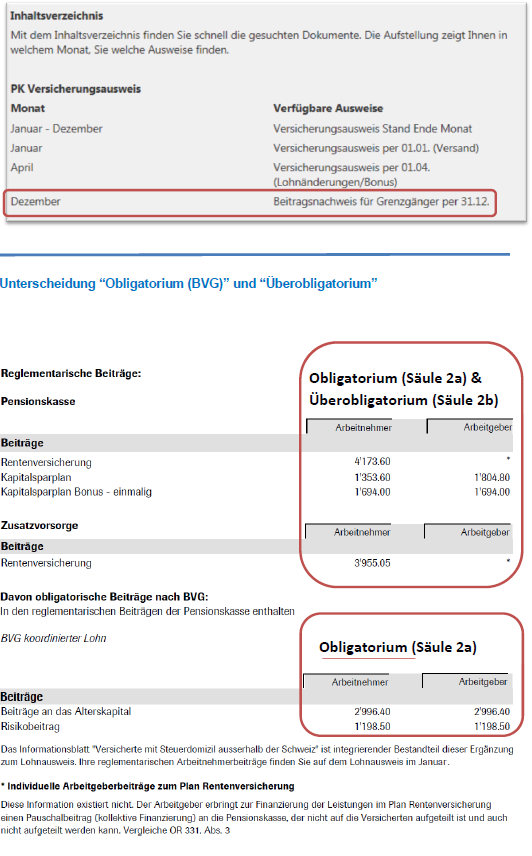 Inhaltsverzeichnis
Mit dem Inhaltsverzeichnis finden Sie schnell die gesuchten Dokumente. Die Aufstellung zeigt Ihnen in
welchem Monat, Sie welche Ausweise finden.
PK Versicherungsausweis
Monat Verfügbare Ausweise
Januar - Dezember Versicherungsausweis Stand Ende Monat
Januar Versicherungsausweis per 01.01. (Versand)
April Versicherungsausweis per 01.04.
(Lohnänderungen/Bonus)
Dezember Beitragsnachweis für Grenzgänger per 31.12.
Unterscheidung “Obligatorium (BVG)” und “Überobligatorium”
Reglementarische Beiträge:
Obligatorium (Säule 2a) &
Pensionskasse
Überobligatorium (Säule 2b)
Arbeitnehmer Arbeitgeber
Beiträge
Rentenversicherung 4'173.60 *
Kapitalsparplan 1'353.60 1'804.80
Kapitalsparplan Bonus - einmalig 1'694.00 1'694.00
Zusatzvorsorge Arbeitnehmer Arbeitgeber
Beiträge
Rentenversicherung 3'955.05 *
Davon obligatorische Beiträge nach BVG:
In den reglementarischen Beiträgen der Pensionskasse enthalten
BVG koordinierter Lohn
Obligatorium (Säule 2a)
Arbeitnehmer Arbeitgeber
Beiträge
Beiträge an das Alterskapital 2'996.40 2'996.40
Risikobeitrag 1'198.50 1'198.50
Das Informationsblatt "Versicherte mit Steuerdomizil ausserhalb der Schweiz" ist integrierender Bestandteil dieser Ergänzung
zum Lohnausweis. Ihre reglementarischen Arbeitnehmerbeiträge finden Sie auf dem Lohnausweis im Januar.
* Individuelle Arbeitgeberbeiträge zum Plan Rentenversicherung
Diese Information existiert nicht. Der Arbeitgeber erbringt zur Finanzierung der Leistungen im Plan Rentenversicherung
einen Pauschalbeitrag (kollektive Finanzierung) an die Pensionskasse, der nicht auf die Versicherten aufgeteilt ist und auch
nicht aufgeteilt werden kann. Vergleiche OR 331. Abs. 3